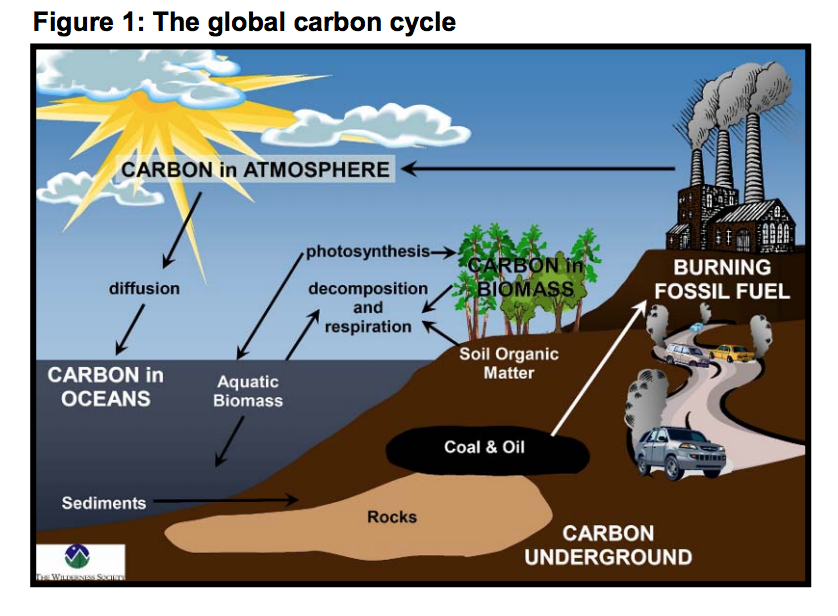 Figure 1: The global carbon cycle
CARBON in ATMOSPHERE
photosynthesis
CARBON in
BIOMASS
BURNING
FOSSIL FUEL
diffusion
decomposition
and
respiration
Soil Organic
Matter
CARBON in
OCEANS
Aquatic
Biomass
Coal & Oil
Sediments
Rocks
CARBON
UNDERGROUND
THE WILDERNESS SOCIETY